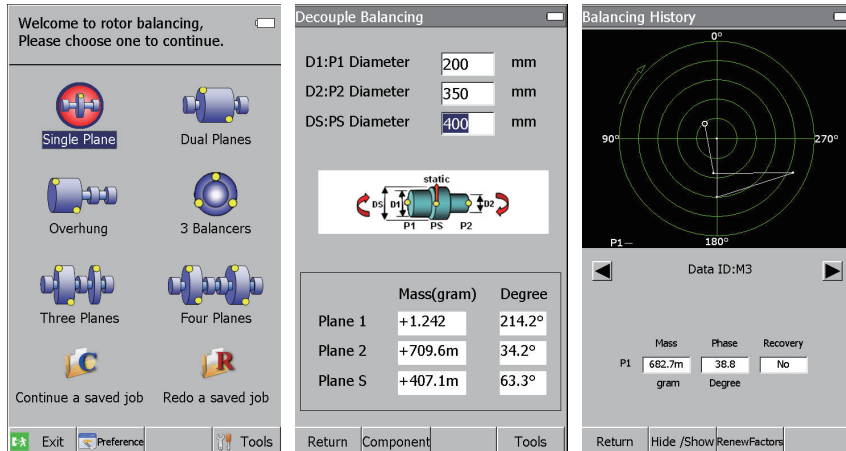 Welcome to rotor balancing,
Please choose one to continue.
Single Plane
Dual Planes
Overhung
3 Balancers
Three Planes
Four Planes
C
R
Continue a saved job
Redo a saved job
Exit
Preference
Tools
Decouple Balancing
D1:P1 Diameter 200 mm
D2:P2 Diameter 350 mm
DS:PS Diameter 400 mm
static
DS D1 D2
P1 PS P2
Mass(gram) Degree
Plane 1 +1.242 214.2°
Plane 2 +709.6m 34.2°
Plane S +407.1m 63.3°
Return Component Tools
Balancing History
0°
90° 270°
P1— 180°
Data ID:M3
Mass Phase Recovery
P1 682.7m 38.8 No
gram Degree
Return Hide /Show RenewFactors